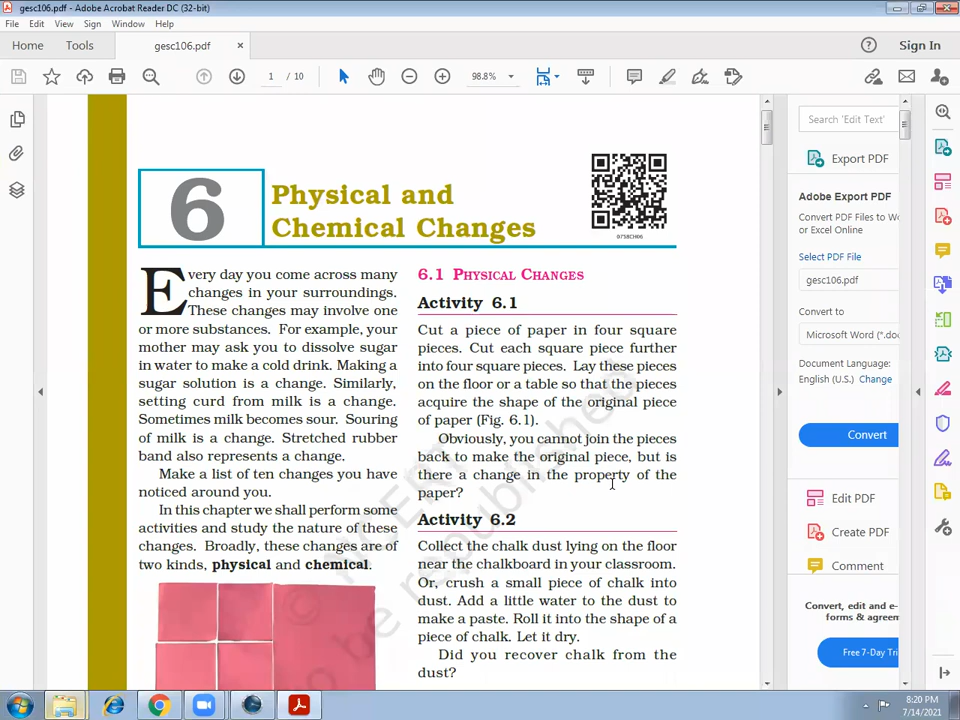 gesc106.pdf - Adobe Acrobat Reader DC (32-bit)
File Edit View Sign Window Help
Home Tools gesc106.pdf × Sign In
1 / 10 98.8%
6
Physical and
Chemical Changes
0758CH06
Every day you come across many
changes in your surroundings.
These changes may involve one
or more substances. For example, your
mother may ask you to dissolve sugar
in water to make a cold drink. Making a
sugar solution is a change. Similarly,
setting curd from milk is a change.
Sometimes milk becomes sour. Souring
of milk is a change. Stretched rubber
band also represents a change.
Make a list of ten changes you have
noticed around you.
In this chapter we shall perform some
activities and study the nature of these
changes. Broadly, these changes are of
two kinds, physical and chemical.
6.1 PHYSICAL CHANGES
Activity 6.1
Cut a piece of paper in four square
pieces. Cut each square piece further
into four square pieces. Lay these pieces
on the floor or a table so that the pieces
acquire the shape of the original piece
of paper (Fig. 6.1).
Obviously, you cannot join the pieces
back to make the original piece, but is
there a change in the property of the
paper?
Activity 6.2
Collect the chalk dust lying on the floor
near the chalkboard in your classroom.
Or, crush a small piece of chalk into
dust. Add a little water to the dust to
make a paste. Roll it into the shape of a
piece of chalk. Let it dry.
Did you recover chalk from the
dust?
© NCERT
be republished
Search 'Edit Text'
Export PDF
Adobe Export PDF
Convert PDF Files to Wo
or Excel Online
Select PDF File
gesc106.pdf
Convert to
Microsoft Word (*.doc
Document Language:
English (U.S.) Change
Convert
Edit PDF
Create PDF
Comment
Convert, edit and e-
forms & agreem
Free 7-Day Tri
8:20 PM
7/14/2021